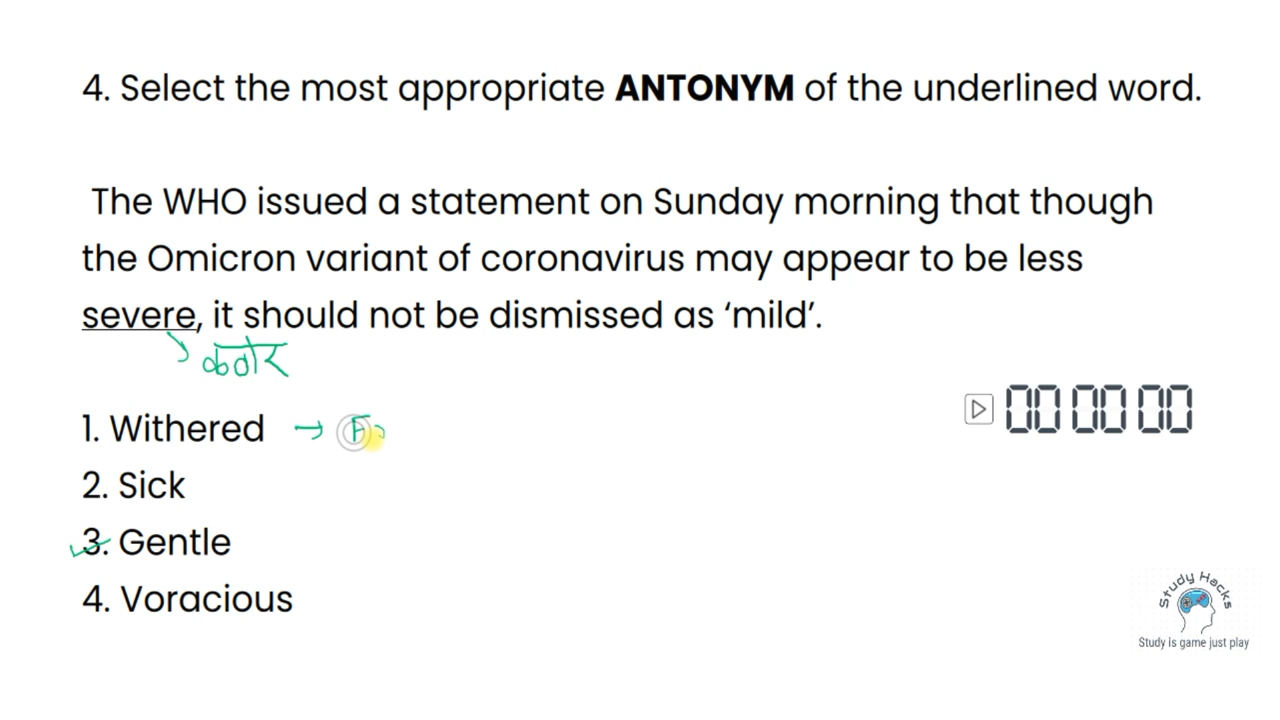 4. Select the most appropriate ANTONYM of the underlined word.
The WHO issued a statement on Sunday morning that though
the Omicron variant of coronavirus may appear to be less
severe, it should not be dismissed as ‘mild’.
कठोर
1. Withered →
2. Sick
3. Gentle
4. Voracious
00 00 00
Study Hacks
Study is game just play